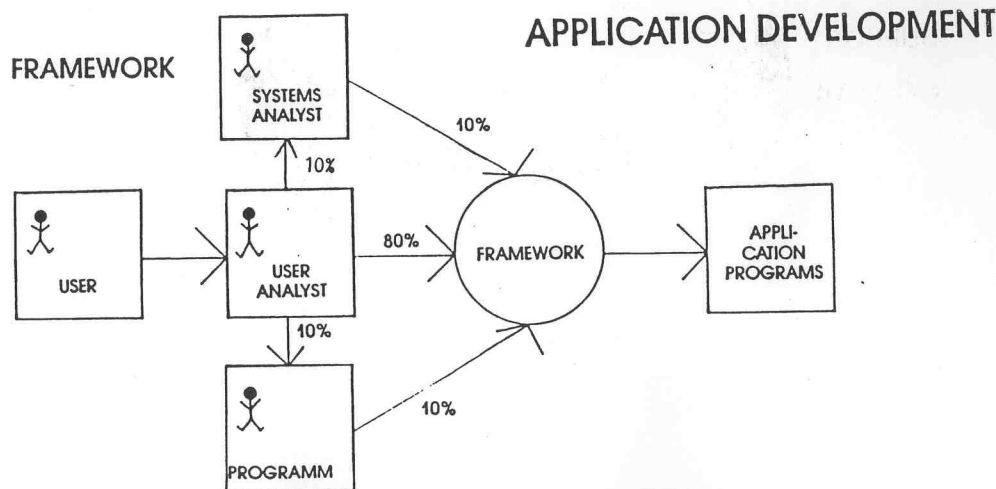 APPLICATION DEVELOPMENT
FRAMEWORK
SYSTEMS
ANALYST
10%
10%
USER
USER
ANALYST
80%
FRAMEWORK
APPLI-
CATION
PROGRAMS
10%
10%
PROGRAMM